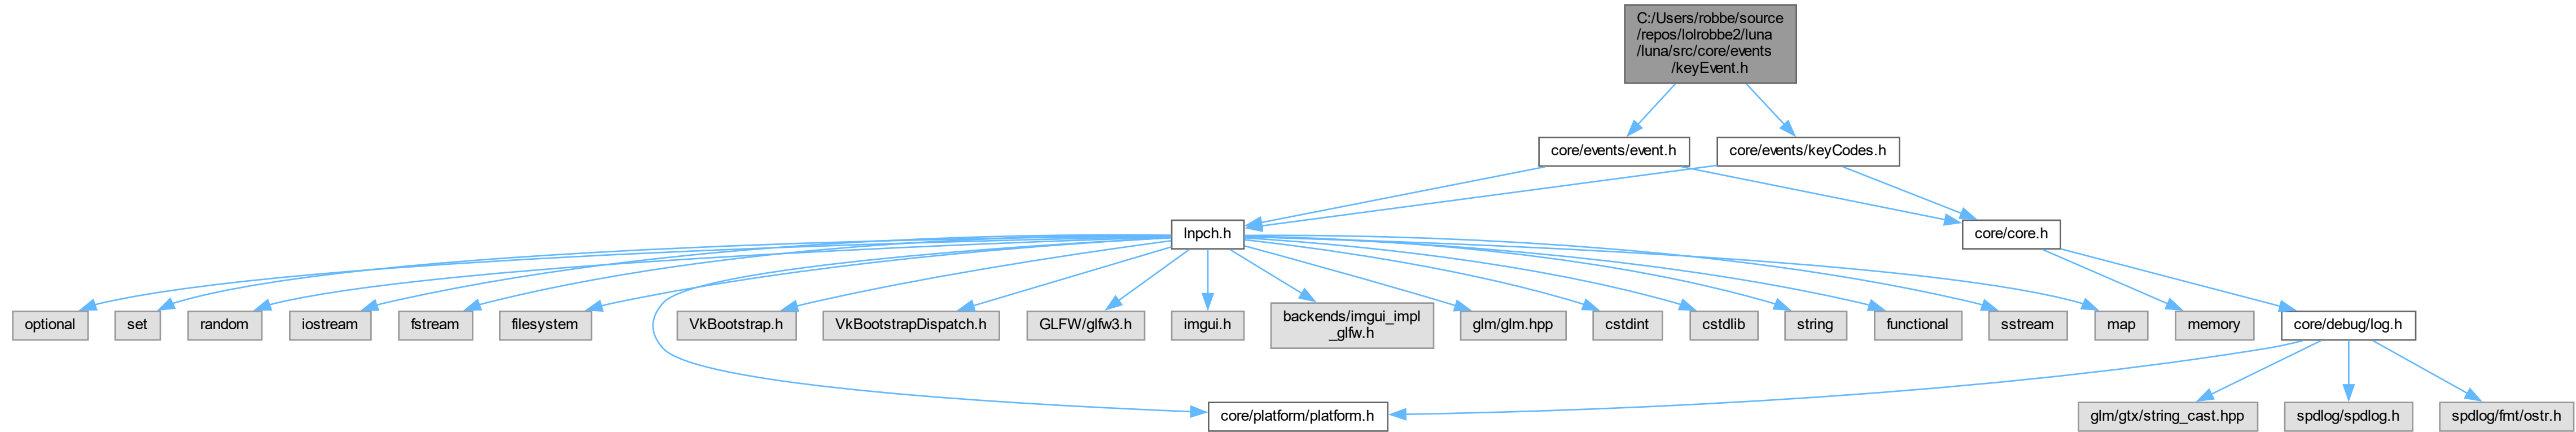 C:/Users/robbe/source
/repos/lolrobbe2/luna
/luna/src/core/events
/keyEvent.h
core/events/event.h
core/events/keyCodes.h
lnpch.h
core/core.h
optional
set
random
iostream
fstream
filesystem
VkBootstrap.h
VkBootstrapDispatch.h
GLFW/glfw3.h
imgui.h
backends/imgui_impl
_glfw.h
glm/glm.hpp
cstdint
cstdlib
string
functional
sstream
map
memory
core/debug/log.h
core/platform/platform.h
glm/gtx/string_cast.hpp
spdlog/spdlog.h
spdlog/fmt/ostr.h